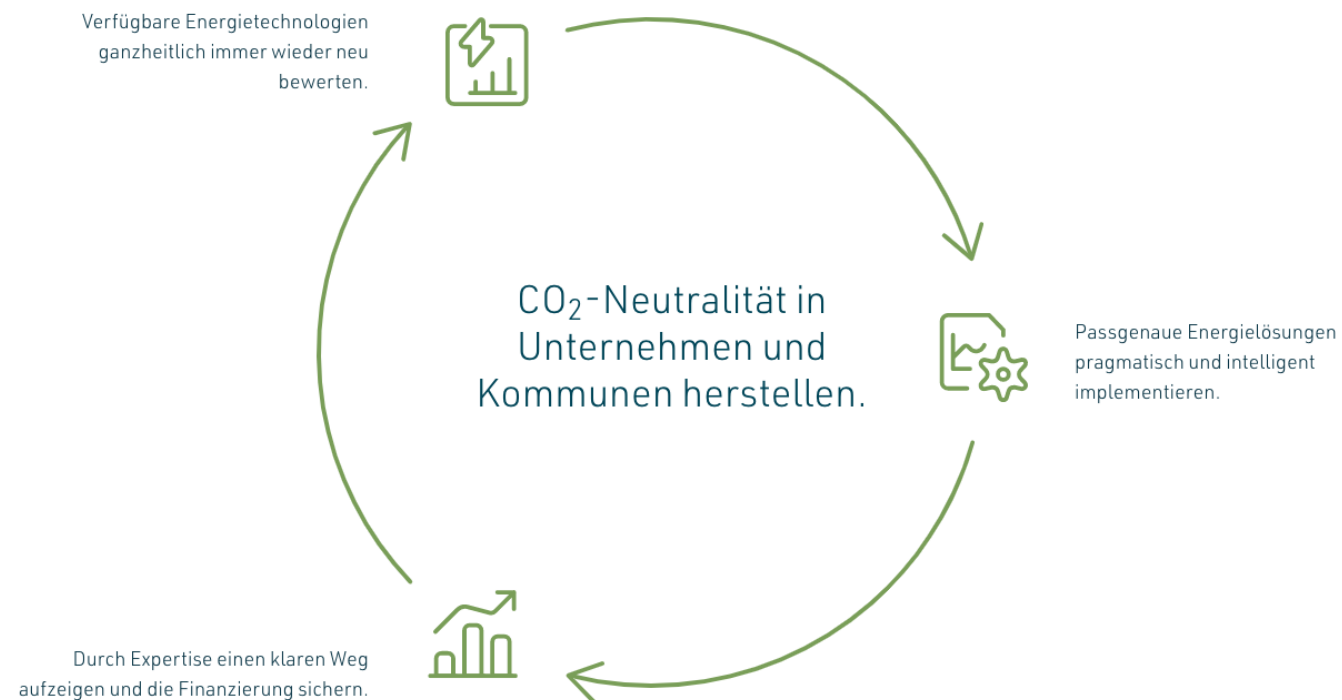 Verfügbare Energietechnologien
ganzheitlich immer wieder neu
bewerten.
CO₂-Neutralität in
Unternehmen und
Kommunen herstellen.
Passgenaue Energielösungen
pragmatisch und intelligent
implementieren.
Durch Expertise einen klaren Weg
aufzeigen und die Finanzierung sichern.